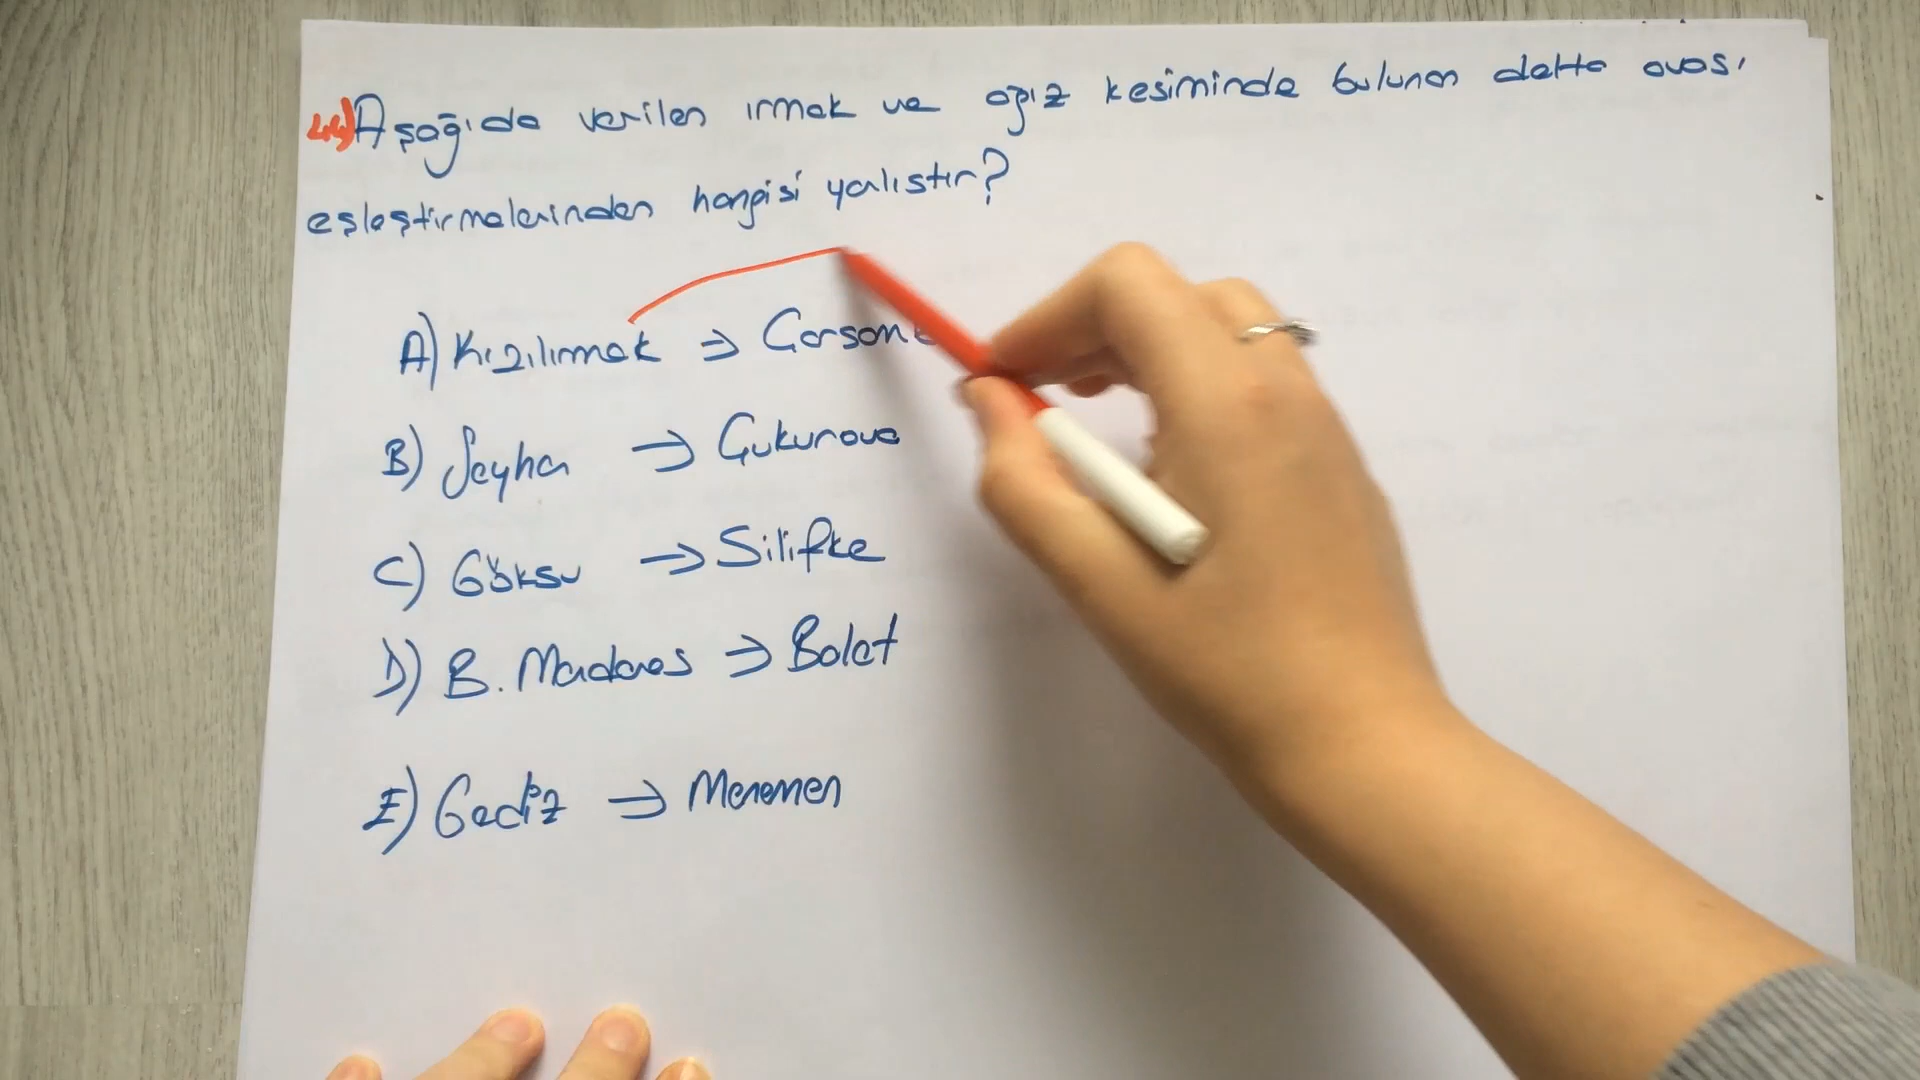 44) Aşağıda verilen ırmak ve ağız kesiminde bulunan delta ovası
eşleştirmelerinden hangisi yanlıştır?
A) Kızılırmak ⇒ Çarşamb
B) Seyhan → Çukurova
C) Göksu → Silifke
D) B. Menderes ⇒ Balat
E) Gediz ⇒ Menemen